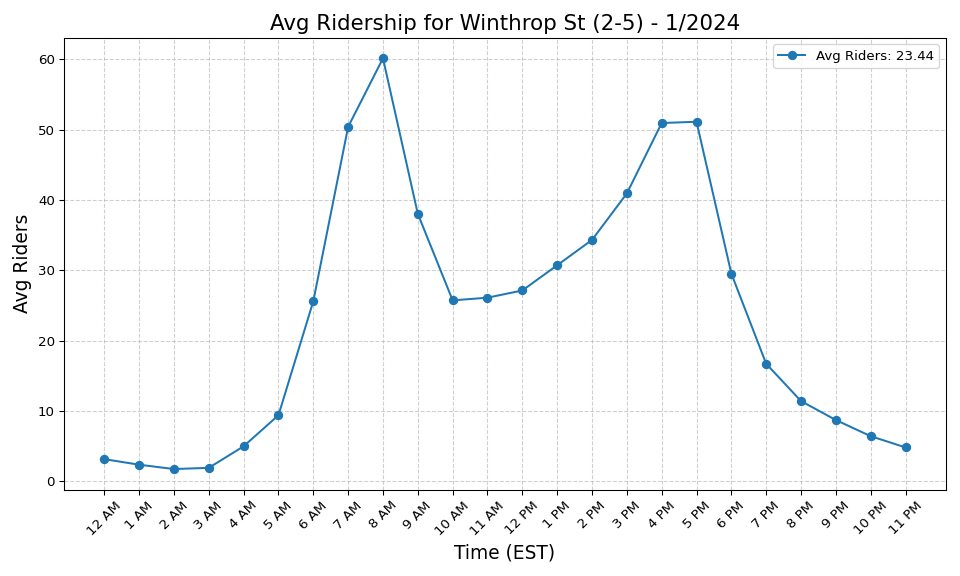 Avg Ridership for Winthrop St (2-5) - 1/2024
Avg Riders: 23.44
60
50
40
30
20
10
0
Avg Riders
12 AM
1 AM
2 AM
3 AM
4 AM
5 AM
6 AM
7 AM
8 AM
9 AM
10 AM
11 AM
12 PM
1 PM
2 PM
3 PM
4 PM
5 PM
6 PM
7 PM
8 PM
9 PM
10 PM
11 PM
Time (EST)